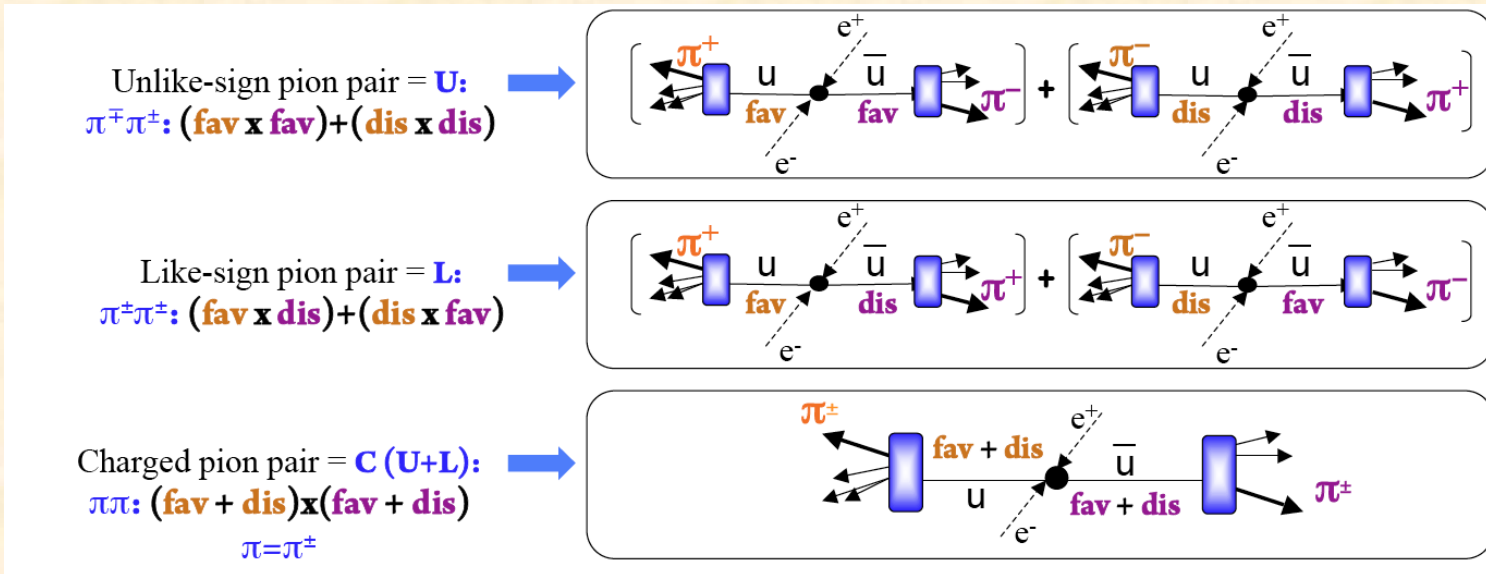 Unlike-sign pion pair = U:
π∓π±: (fav x fav)+(dis x dis)
π+ u e+ u̅ π- fav fav e-
+
π- u e+ u̅ π+ dis dis e-
Like-sign pion pair = L:
π±π±: (fav x dis)+(dis x fav)
π+ u e+ u̅ π+ fav dis e-
+
π- u e+ u̅ π- dis fav e-
Charged pion pair = C (U+L):
ππ: (fav + dis)x(fav + dis)
π=π±
π± fav + dis e+ u̅
u fav + dis π±
e-